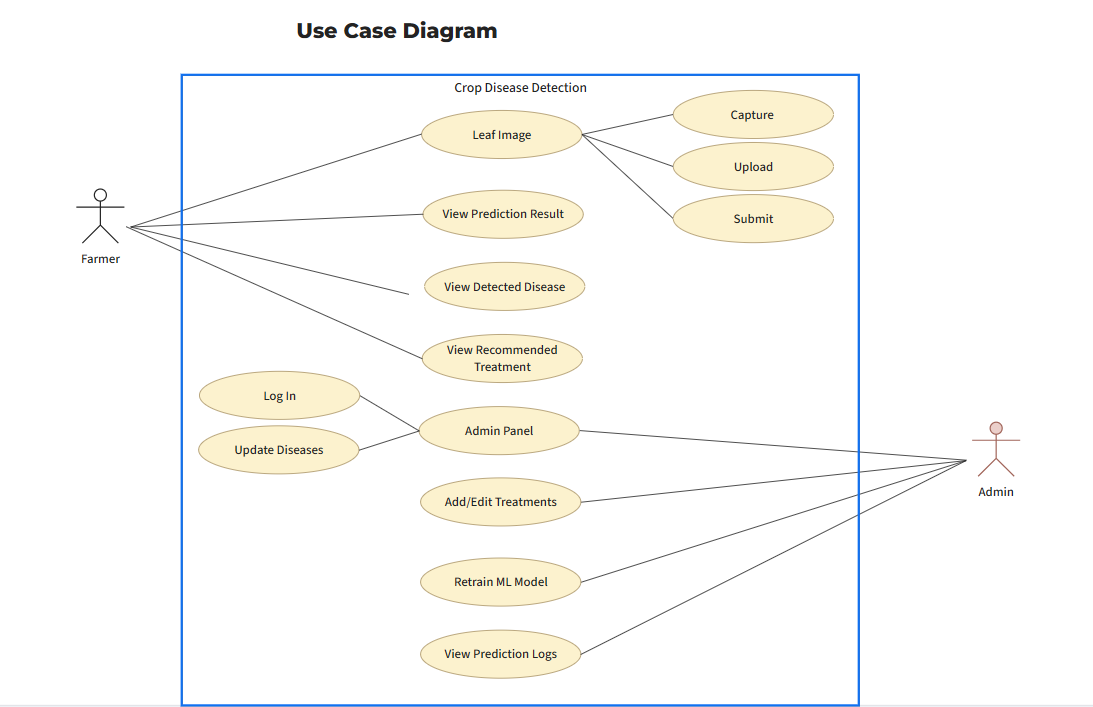 Use Case Diagram
Crop Disease Detection
Leaf Image
Capture
Upload
Submit
View Prediction Result
Farmer
View Detected Disease
View Recommended
Treatment
Log In
Admin Panel
Update Diseases
Admin
Add/Edit Treatments
Retrain ML Model
View Prediction Logs